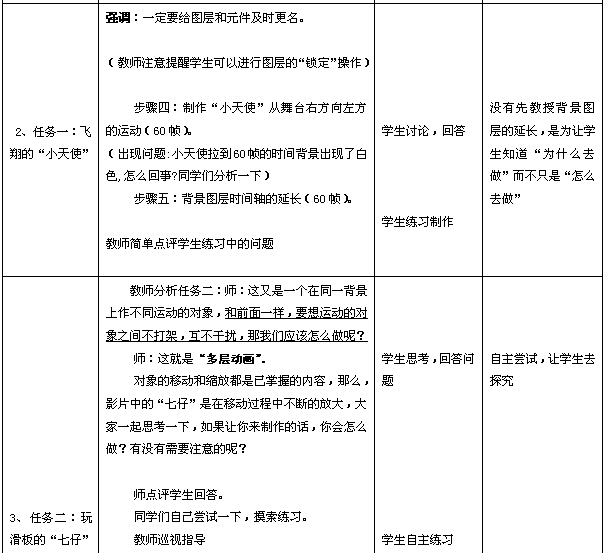 强调：一定要给图层和元件及时更名。
（教师注意提醒学生可以进行图层的“锁定”操作）
2、任务一：飞
翔的“小天使”
步骤四：制作“小天使”从舞台右方向左方
的运动（60 帧）。
（出现问题:小天使拉到60帧的时间背景出现了白
色,怎么回事?同学们分析一下）
步骤五：背景图层时间轴的延长（60 帧）。
教师简单点评学生练习中的问题
学生讨论，回答
学生练习制作
没有先教授背景图
层的延长，是为让学
生知道“为什么去
做”而不只是“怎么
去做”
3、任务二：玩
滑板的“七仔”
教师分析任务二：师：这又是一个在同一背景
上作不同运动的对象，和前面一样，要想运动的对
象之间不打架，互不干扰，那我们应该怎么做呢？
师：这就是“多层动画”。
对象的移动和缩放都是已掌握的内容，那么，
影片中的“七仔”是在移动过程中不断的放大，大
家一起思考一下，如果让你来制作的话，你会怎么
做？有没有需要注意的呢？
师点评学生回答。
同学们自己尝试一下，摸索练习。
教师巡视指导
学生思考，回答问
题
学生自主练习
自主尝试，让学生去
探究